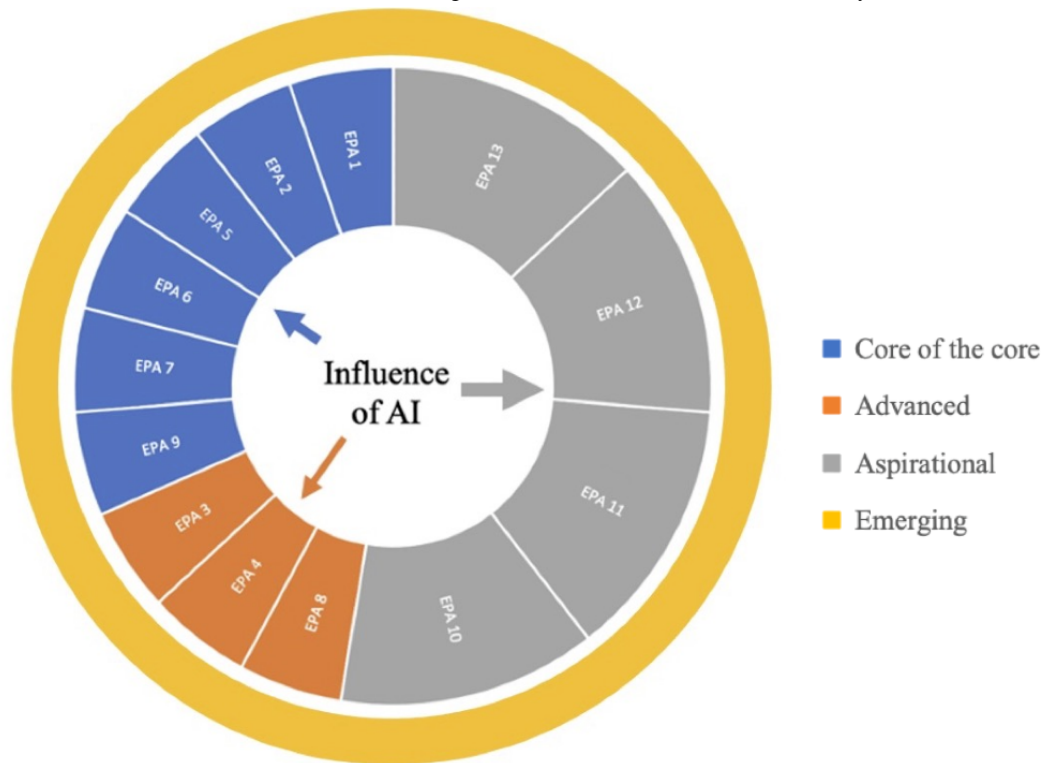 EPA 1
EPA 2
EPA 5
EPA 6
EPA 7
EPA 9
EPA 3
EPA 4
EPA 8
EPA 10
EPA 11
EPA 12
EPA 13
Influence
of AI
Core of the core
Advanced
Aspirational
Emerging